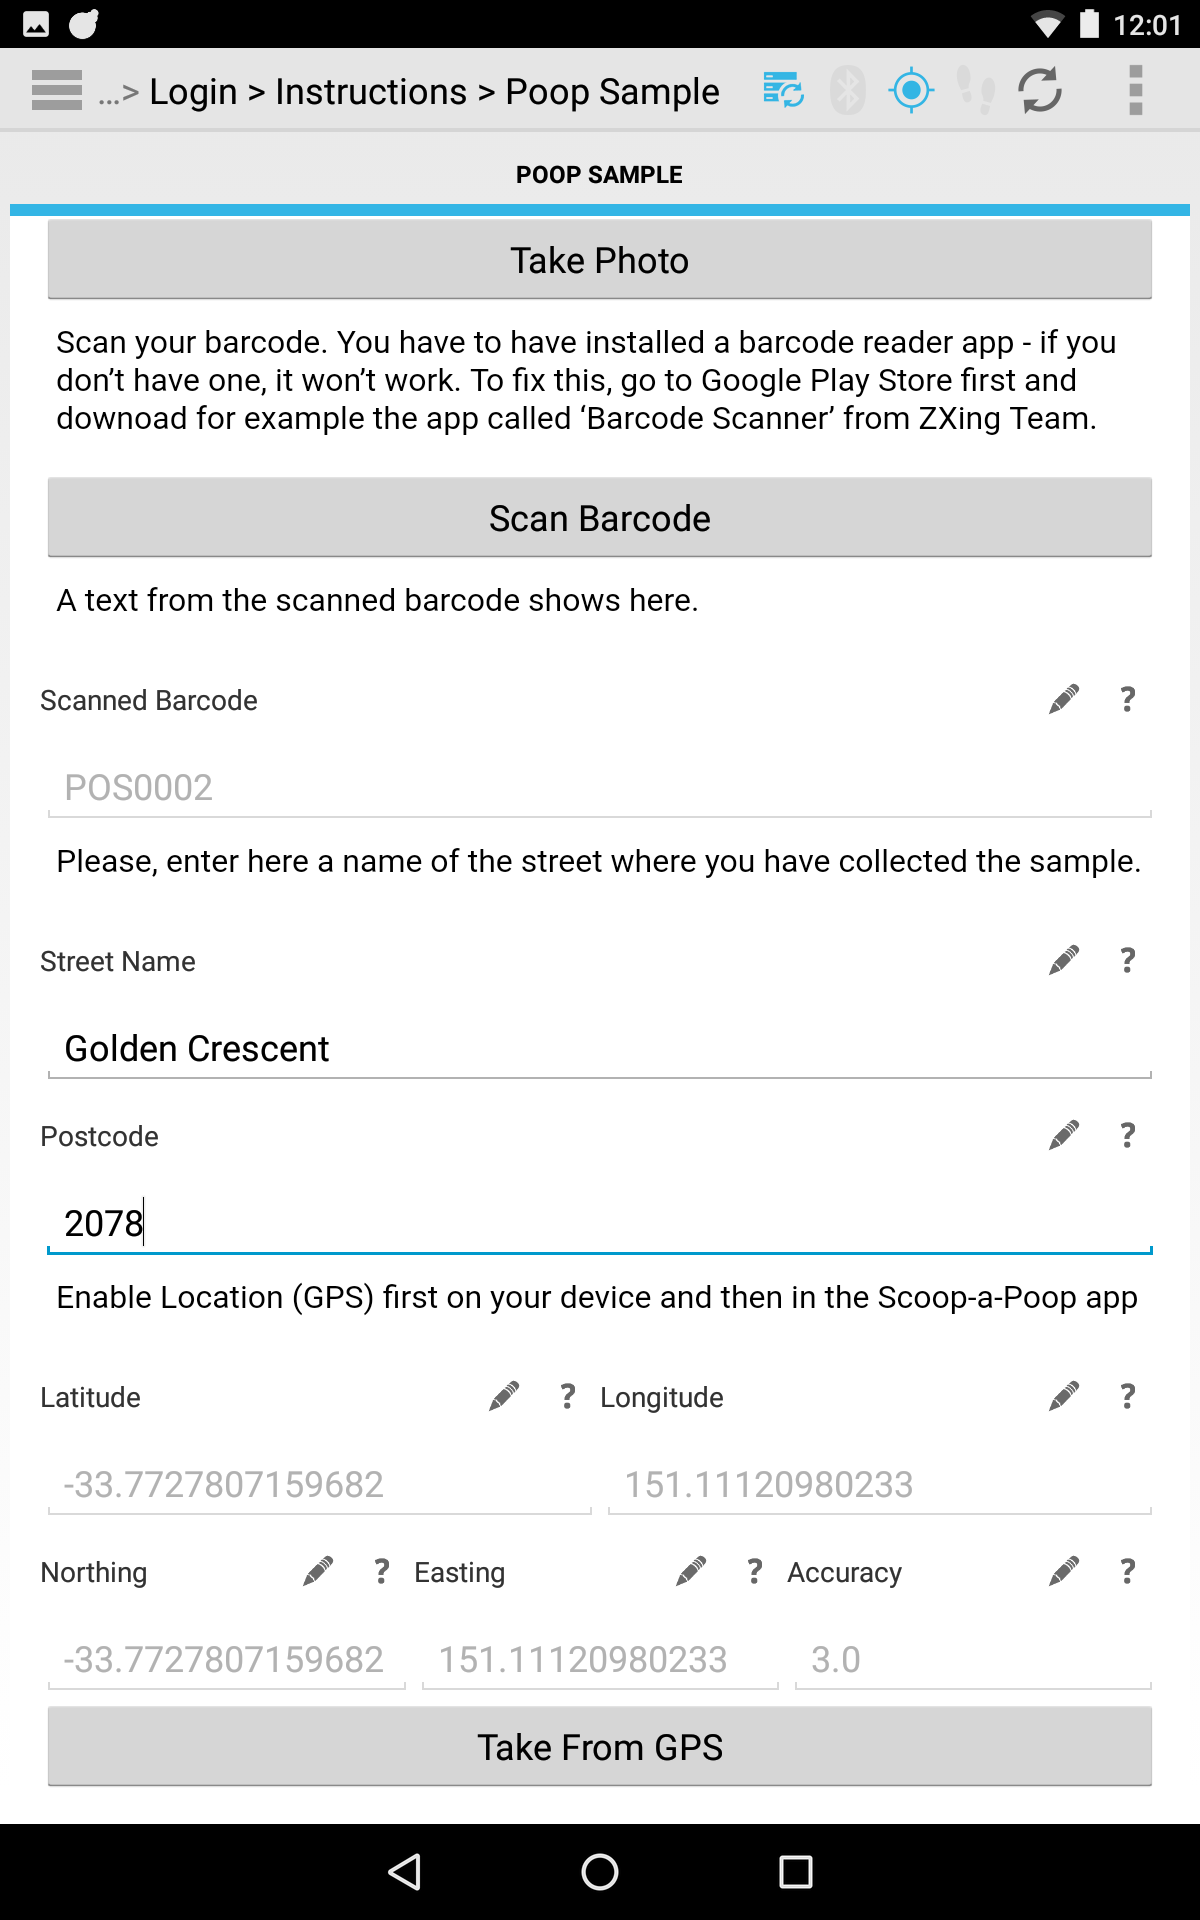 12:01
...> Login > Instructions > Poop Sample
POOP SAMPLE
Take Photo
Scan your barcode. You have to have installed a barcode reader app - if you
don’t have one, it won’t work. To fix this, go to Google Play Store first and
downoad for example the app called ‘Barcode Scanner’ from ZXing Team.
Scan Barcode
A text from the scanned barcode shows here.
Scanned Barcode ?
POS0002
Please, enter here a name of the street where you have collected the sample.
Street Name ?
Golden Crescent
Postcode ?
2078
Enable Location (GPS) first on your device and then in the Scoop-a-Poop app
Latitude ? Longitude ?
-33.7727807159682 151.11120980233
Northing ? Easting ? Accuracy ?
-33.7727807159682 151.11120980233 3.0
Take From GPS